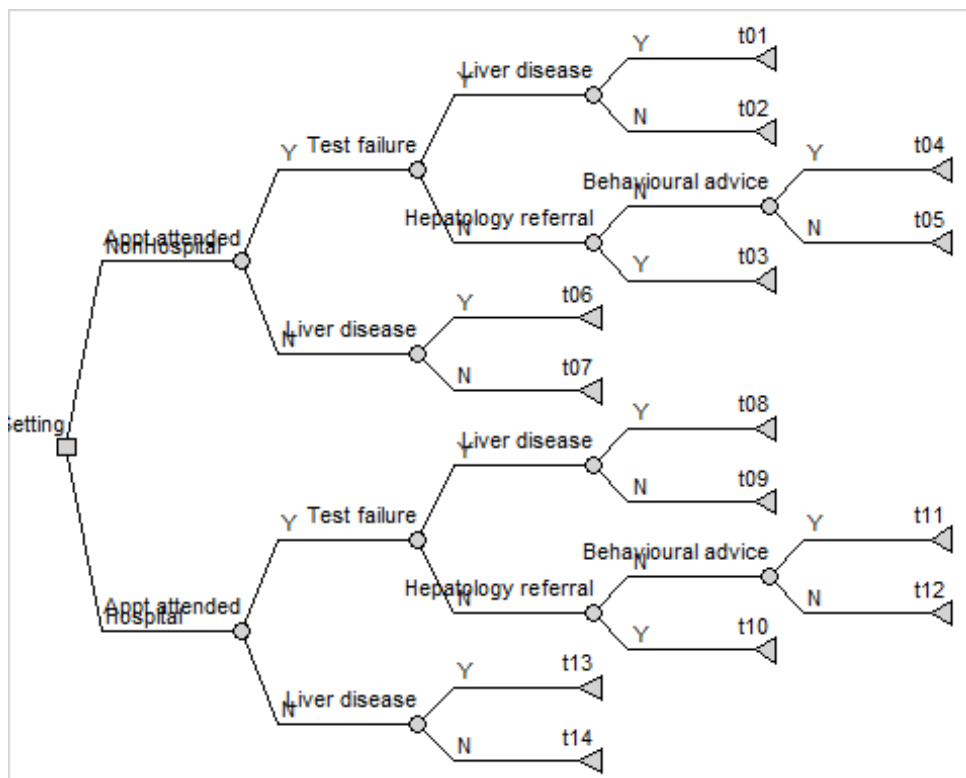 t01
Y
Liver disease
Y
t02
N
Test failure
Y
t04
Y
Behavioural advice
N
t05
N
Hepatology referral
N
t03
Y
Appt attended
NonHospital
t06
Y
Liver disease
N
t07
N
Setting
t08
Y
Liver disease
Y
t09
N
Test failure
Y
t11
Y
Behavioural advice
N
t12
N
Hepatology referral
N
t10
Y
Appt attended
Hospital
t13
Y
Liver disease
N
t14
N